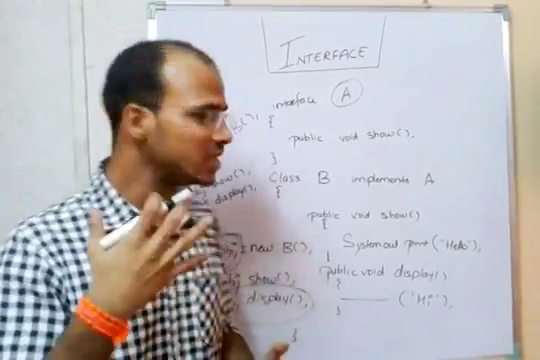 INTERFACE
interface A
{
public void show();
}
Class B implements A
{
public void show()
{
System.out.print("Hello");
}
public void display()
{
("Hi");
}
B();
show();
display();
new B();
show();
display();
}